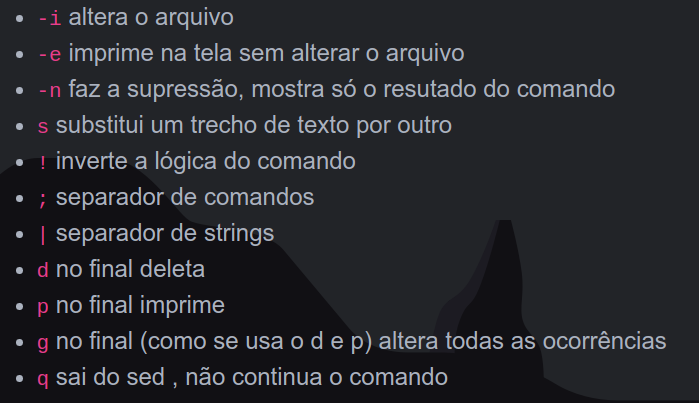 -i altera o arquivo
-e imprime na tela sem alterar o arquivo
-n faz a supressão, mostra só o resutado do comando
s substitui um trecho de texto por outro
! inverte a lógica do comando
; separador de comandos
| separador de strings
d no final deleta
p no final imprime
g no final (como se usa o d e p) altera todas as ocorrências
q sai do sed , não continua o comando